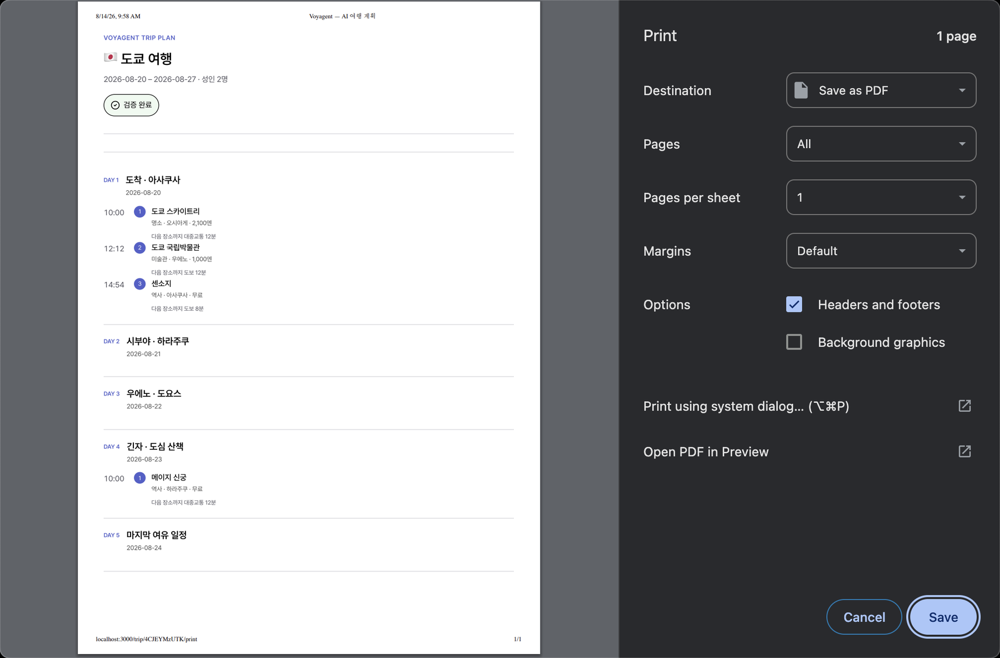 8/14/26, 9:58 AM
Voyagent — AI 여행 계획
VOYAGENT TRIP PLAN
🇯🇵 도쿄 여행
2026-08-20 – 2026-08-27 · 성인 2명
검증 완료
DAY 1 도착 · 아사쿠사
2026-08-20
10:00 1 도쿄 스카이트리
명소 · 오시아게 · 2,100엔
다음 장소까지 대중교통 12분
12:12 2 도쿄 국립박물관
미술관 · 우에노 · 1,000엔
다음 장소까지 도보 12분
14:54 3 센소지
역사 · 아사쿠사 · 무료
다음 장소까지 도보 8분
DAY 2 시부야 · 하라주쿠
2026-08-21
DAY 3 우에노 · 도요스
2026-08-22
DAY 4 긴자 · 도심 산책
2026-08-23
10:00 1 메이지 신궁
역사 · 하라주쿠 · 무료
다음 장소까지 대중교통 12분
DAY 5 마지막 여유 일정
2026-08-24
localhost:3000/trip/4CJEYMzUTK/print
1/1
Print
1 page
Destination
Save as PDF
Pages
All
Pages per sheet
1
Margins
Default
Options
Headers and footers
Background graphics
Print using system dialog... (⌥⌘P)
Open PDF in Preview
Cancel
Save